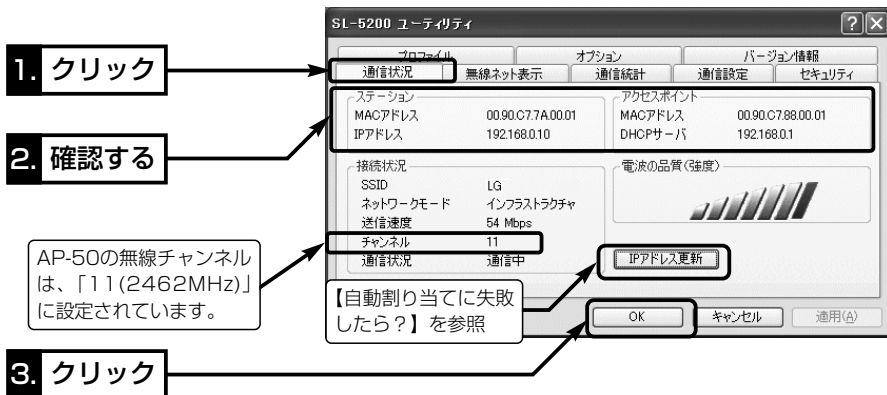 SL-5200 ユーティリティ
プロファイル オプション バージョン情報
通信状況 無線ネット表示 通信統計 通信設定 セキュリティ
1. クリック
ステーション
MACアドレス 00.90.C7.7A.00.01
IPアドレス 192.168.0.10
アクセスポイント
MACアドレス 00.90.C7.88.00.01
DHCPサーバ 192.168.0.1
2. 確認する
接続状況
SSID LG
ネットワークモード インフラストラクチャ
送信速度 54 Mbps
チャンネル 11
通信状況 通信中
電波の品質(強度)
IPアドレス更新
AP-50の無線チャンネル
は、「11(2462MHz)」
に設定されています。
【自動割り当てに失敗
したら？】を参照
OK キャンセル 適用(A)
3. クリック